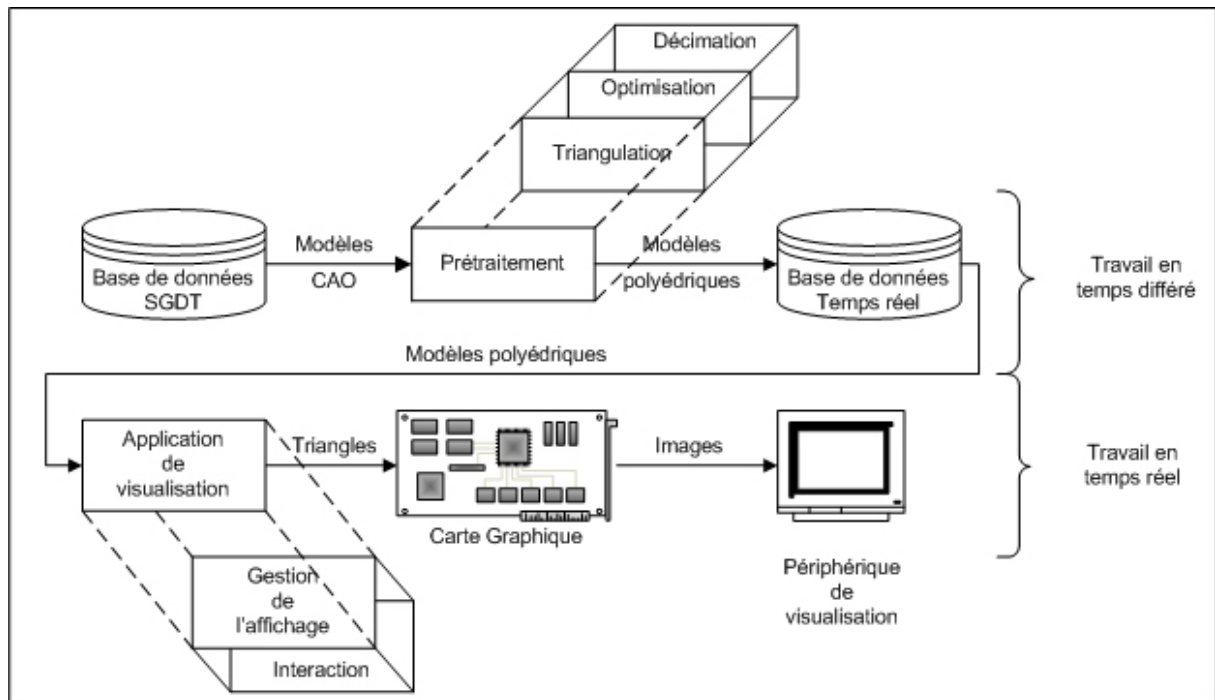 Décimation
Optimisation
Triangulation
Base de données
SGDT
Modèles
CAO
Prétraitement
Modèles
polyédriques
Base de données
Temps réel
Travail en
temps différé
Modèles polyédriques
Application
de
visualisation
Triangles
Carte Graphique
Images
Périphérique
de
visualisation
Travail en
temps réel
Gestion
de
l'affichage
Interaction